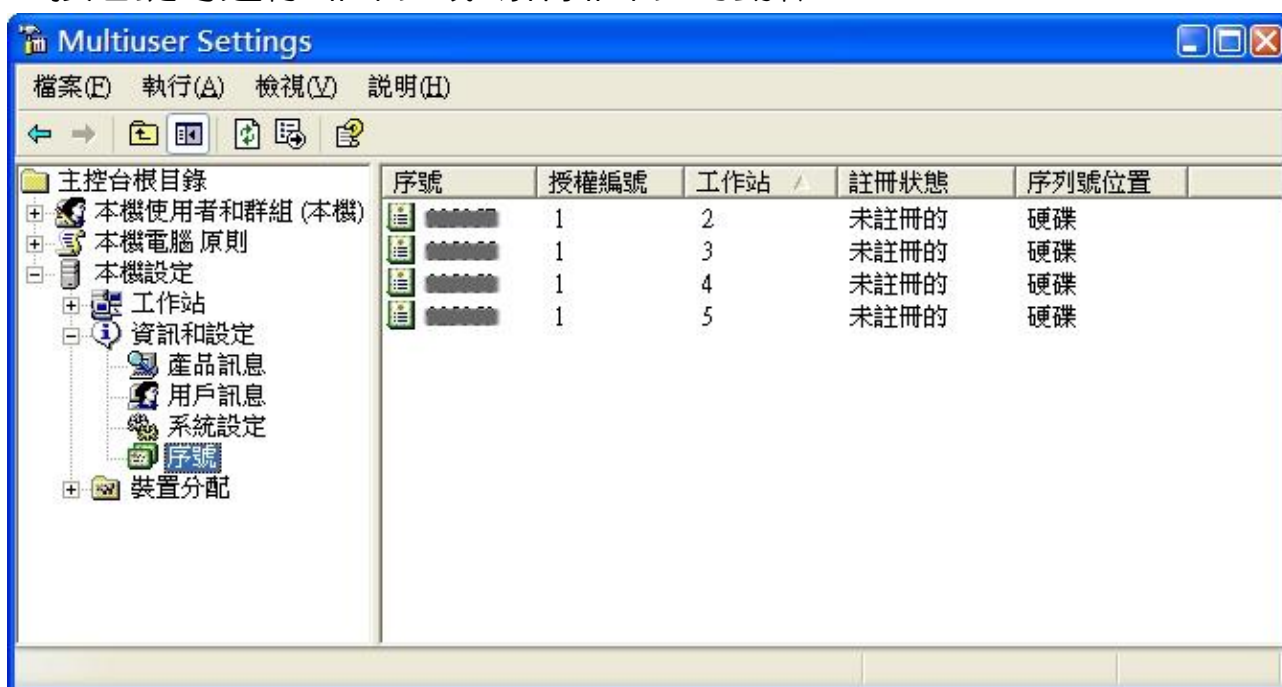 Multiuser Settings
檔案(F) 執行(A) 檢視(V) 説明(H)
主控台根目錄
本機使用者和群組 (本機)
本機電腦 原則
本機設定
工作站
資訊和設定
產品訊息
用戶訊息
系統設定
序號
裝置分配
序號 授權編號 工作站 註冊狀態 序列號位置
1 2 未註冊的 硬碟
1 3 未註冊的 硬碟
1 4 未註冊的 硬碟
1 5 未註冊的 硬碟